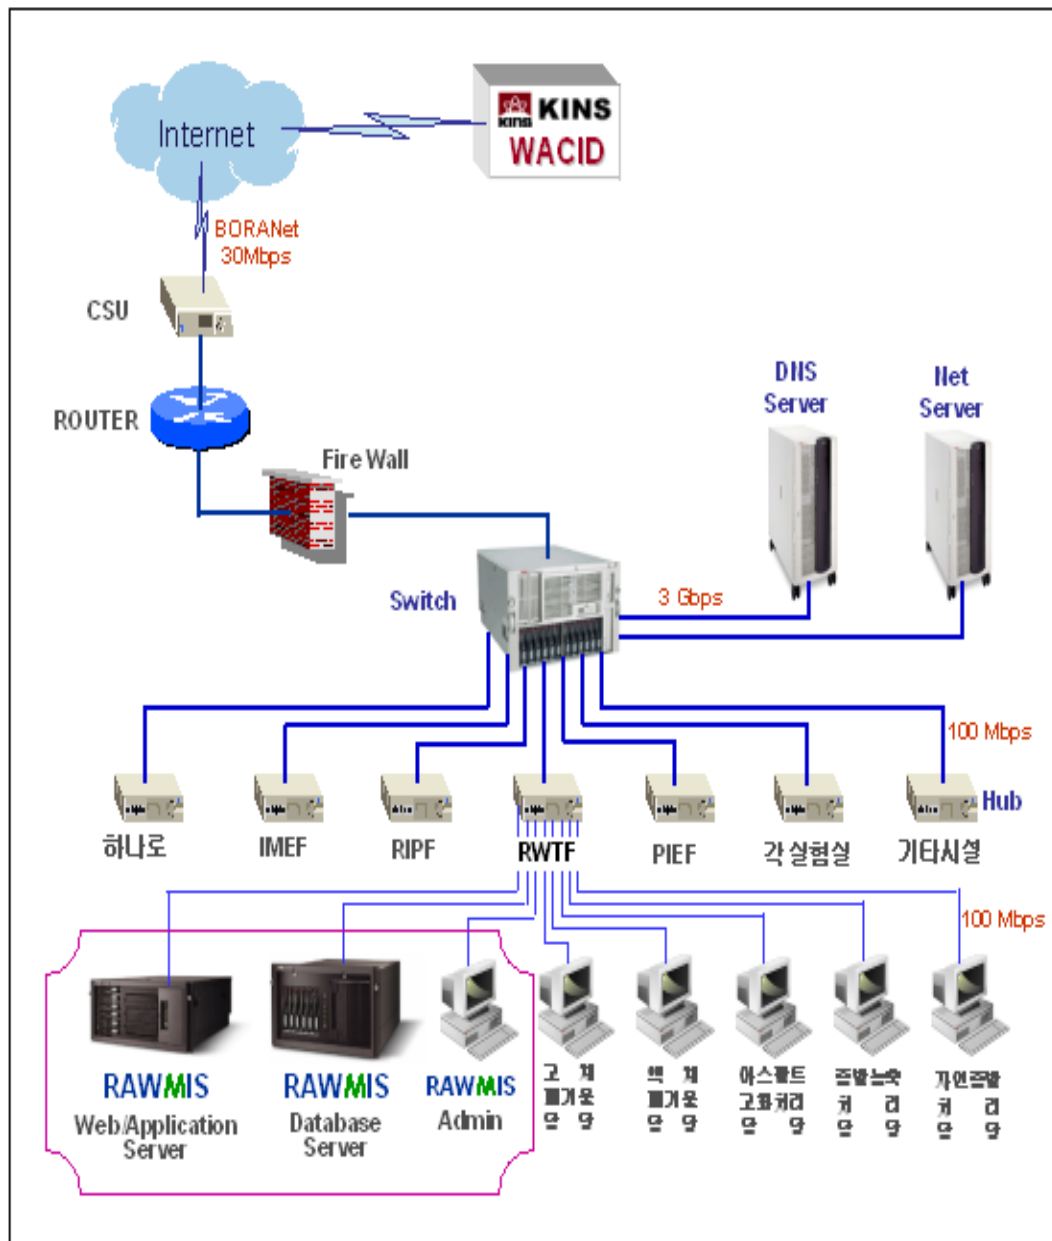 Internet
KINS
KINS
WACID
BORANet
30Mbps
CSU
ROUTER
Fire Wall
DNS
Server
Net
Server
Switch
3 Gbps
100 Mbps
Hub
하나로
IMEF
RIPF
RWTF
PIEF
각 실험실
기타시설
100 Mbps
RAWMIS
Web/Application
Server
RAWMIS
Database
Server
RAWMIS
Admin
고 체
폐기물
담 당
액 체
폐기물
담 당
아스팔트
고화처리
담 당
증발농축
처 리
담 당
자연증발
처 리
담 당